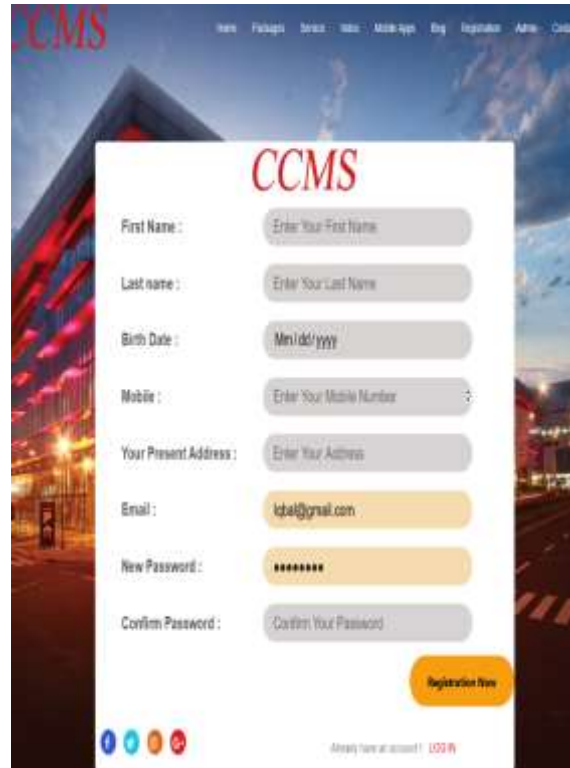 CCMS
Home Packages Service Video Mobile Apps Blog Registration Admin
CCMS
First Name : Enter Your First Name
Last name : Enter Your Last Name
Birth Date : Mm/dd/yyyy
Mobile : Enter Your Mobile Number
Your Present Address : Enter Your Address
Email : Iqbal@gmail.com
New Password : ••••••••
Confirm Password : Confirm Your Password
Registration Now
Already have an account? LOG IN